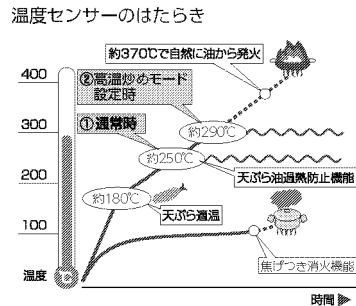 温度センサーのはたらき
約370℃で自然に油から発火
400
②高温炒めモード
設定時
300
約290℃
①通常時
約250℃
200
天ぷら油過熱防止機能
約180℃
天ぷら適温
100
焦げつき消火機能
温度
℃
時間